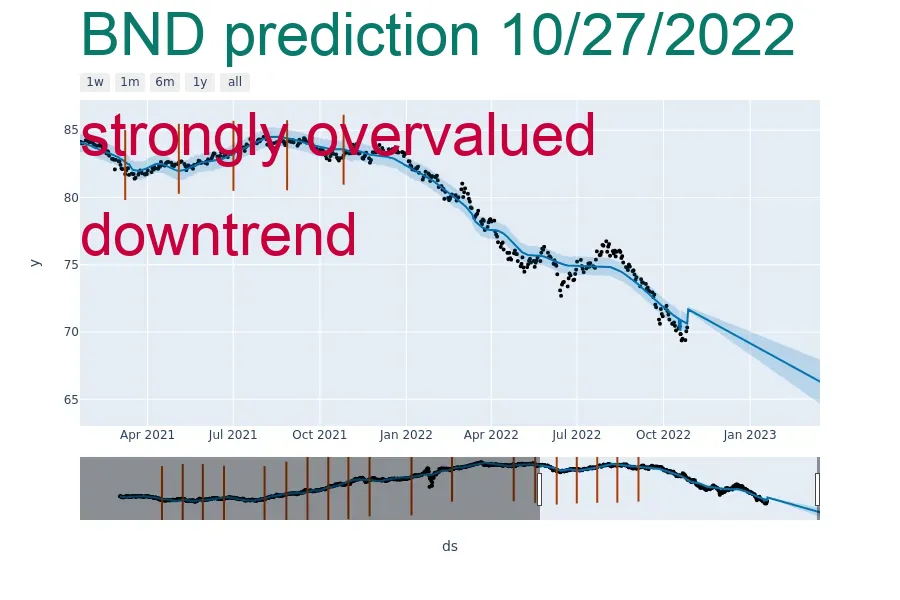 BND prediction 10/27/2022
1w 1m 6m 1y all
strongly overvalued
downtrend
85
80
75
70
65
y
Apr 2021 Jul 2021 Oct 2021 Jan 2022 Apr 2022 Jul 2022 Oct 2022 Jan 2023
ds